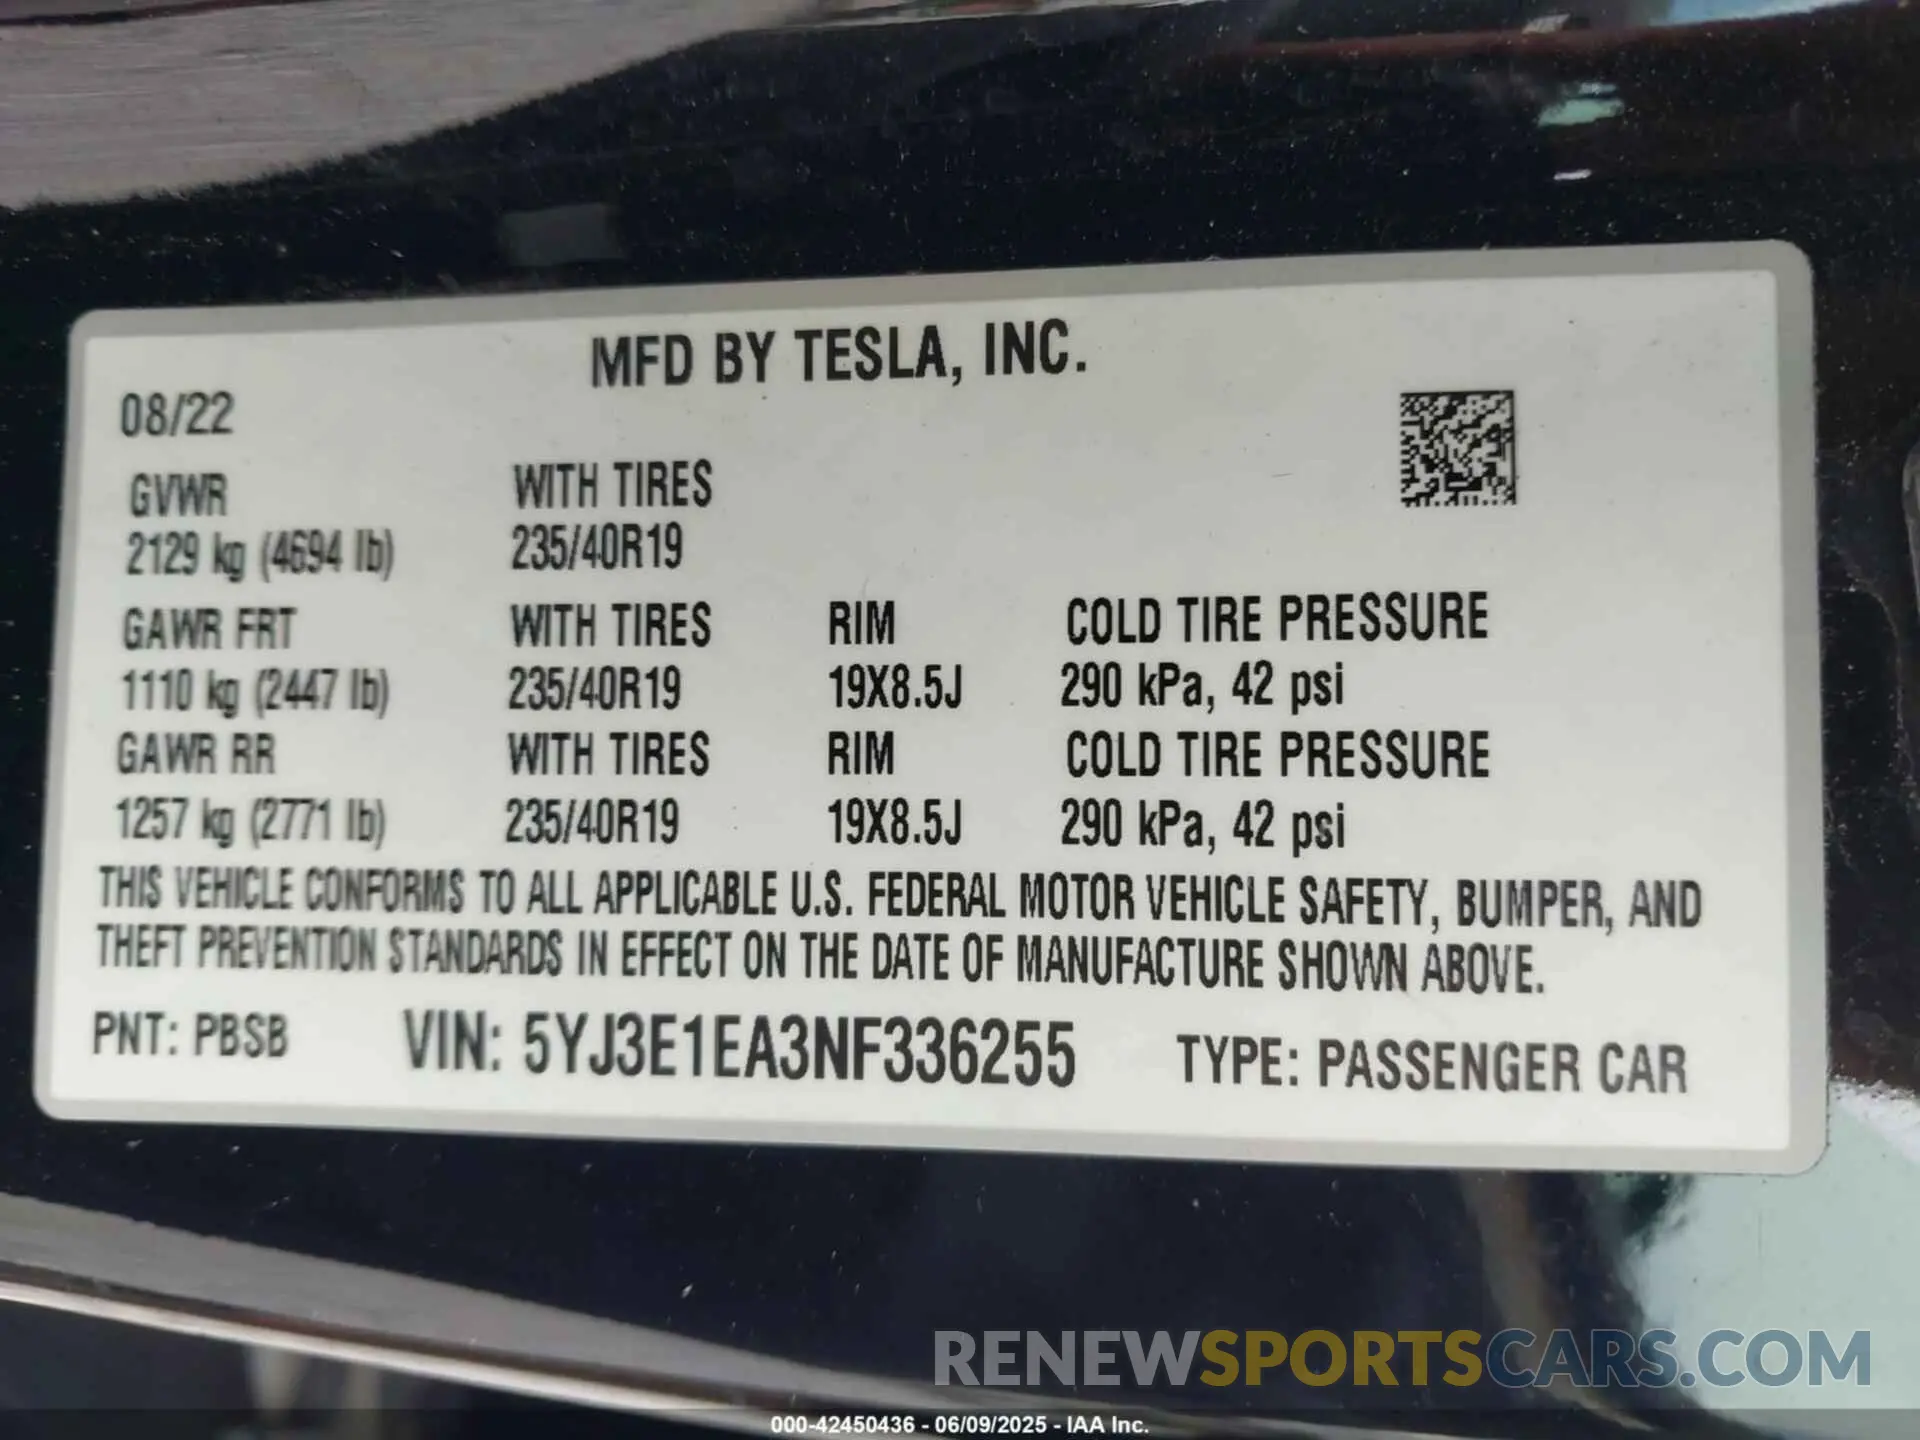 MFD BY TESLA, INC.
08/22
GVWR WITH TIRES
2129 kg (4694 lb) 235/40R19
GAWR FRT WITH TIRES RIM COLD TIRE PRESSURE
1110 kg (2447 lb) 235/40R19 19X8.5J 290 kPa, 42 psi
GAWR RR WITH TIRES RIM COLD TIRE PRESSURE
1257 kg (2771 lb) 235/40R19 19X8.5J 290 kPa, 42 psi
THIS VEHICLE CONFORMS TO ALL APPLICABLE U.S. FEDERAL MOTOR VEHICLE SAFETY, BUMPER, AND
THEFT PREVENTION STANDARDS IN EFFECT ON THE DATE OF MANUFACTURE SHOWN ABOVE.
PNT: PBSB VIN: 5YJ3E1EA3NF336255 TYPE: PASSENGER CAR
RENEWSPORTSCARS.COM
000-42450436 - 06/09/2025 - IAA Inc.